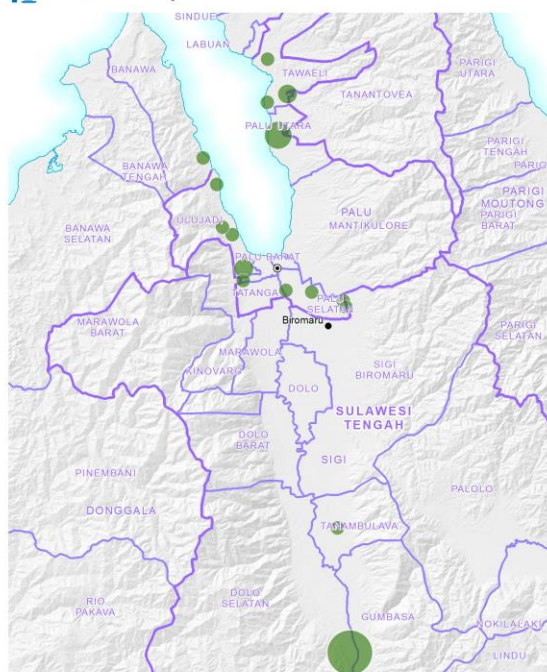 SINDUE
LABUAN
BANAWA
TAWAELI
PARIGI
UTARA
TANANTOVEA
PALU UTARA
PARIGI
TENGAH
BANAWA
TENGAH
PARIGI
MOUTONG
PARIGI
BARAT
ULUJADI
PALU
MANTIKULORE
BANAWA
SELATAN
PALU BARAT
TATANGA
PALU
SELATAN
MARAWOLA
BARAT
Biromaru
PARIGI
SELATAN
MARAWOLA
KINOVARO
SIGI
BIROMARU
DOLO
SULAWESI
TENGAH
DOLO
BARAT
SIGI
PINEMBANI
PALOLO
DONGGALA
TANAMBULAVA
RIO
PAKAVA
DOLO
SELATAN
GUMBASA
NOKILALAKI
LINDU